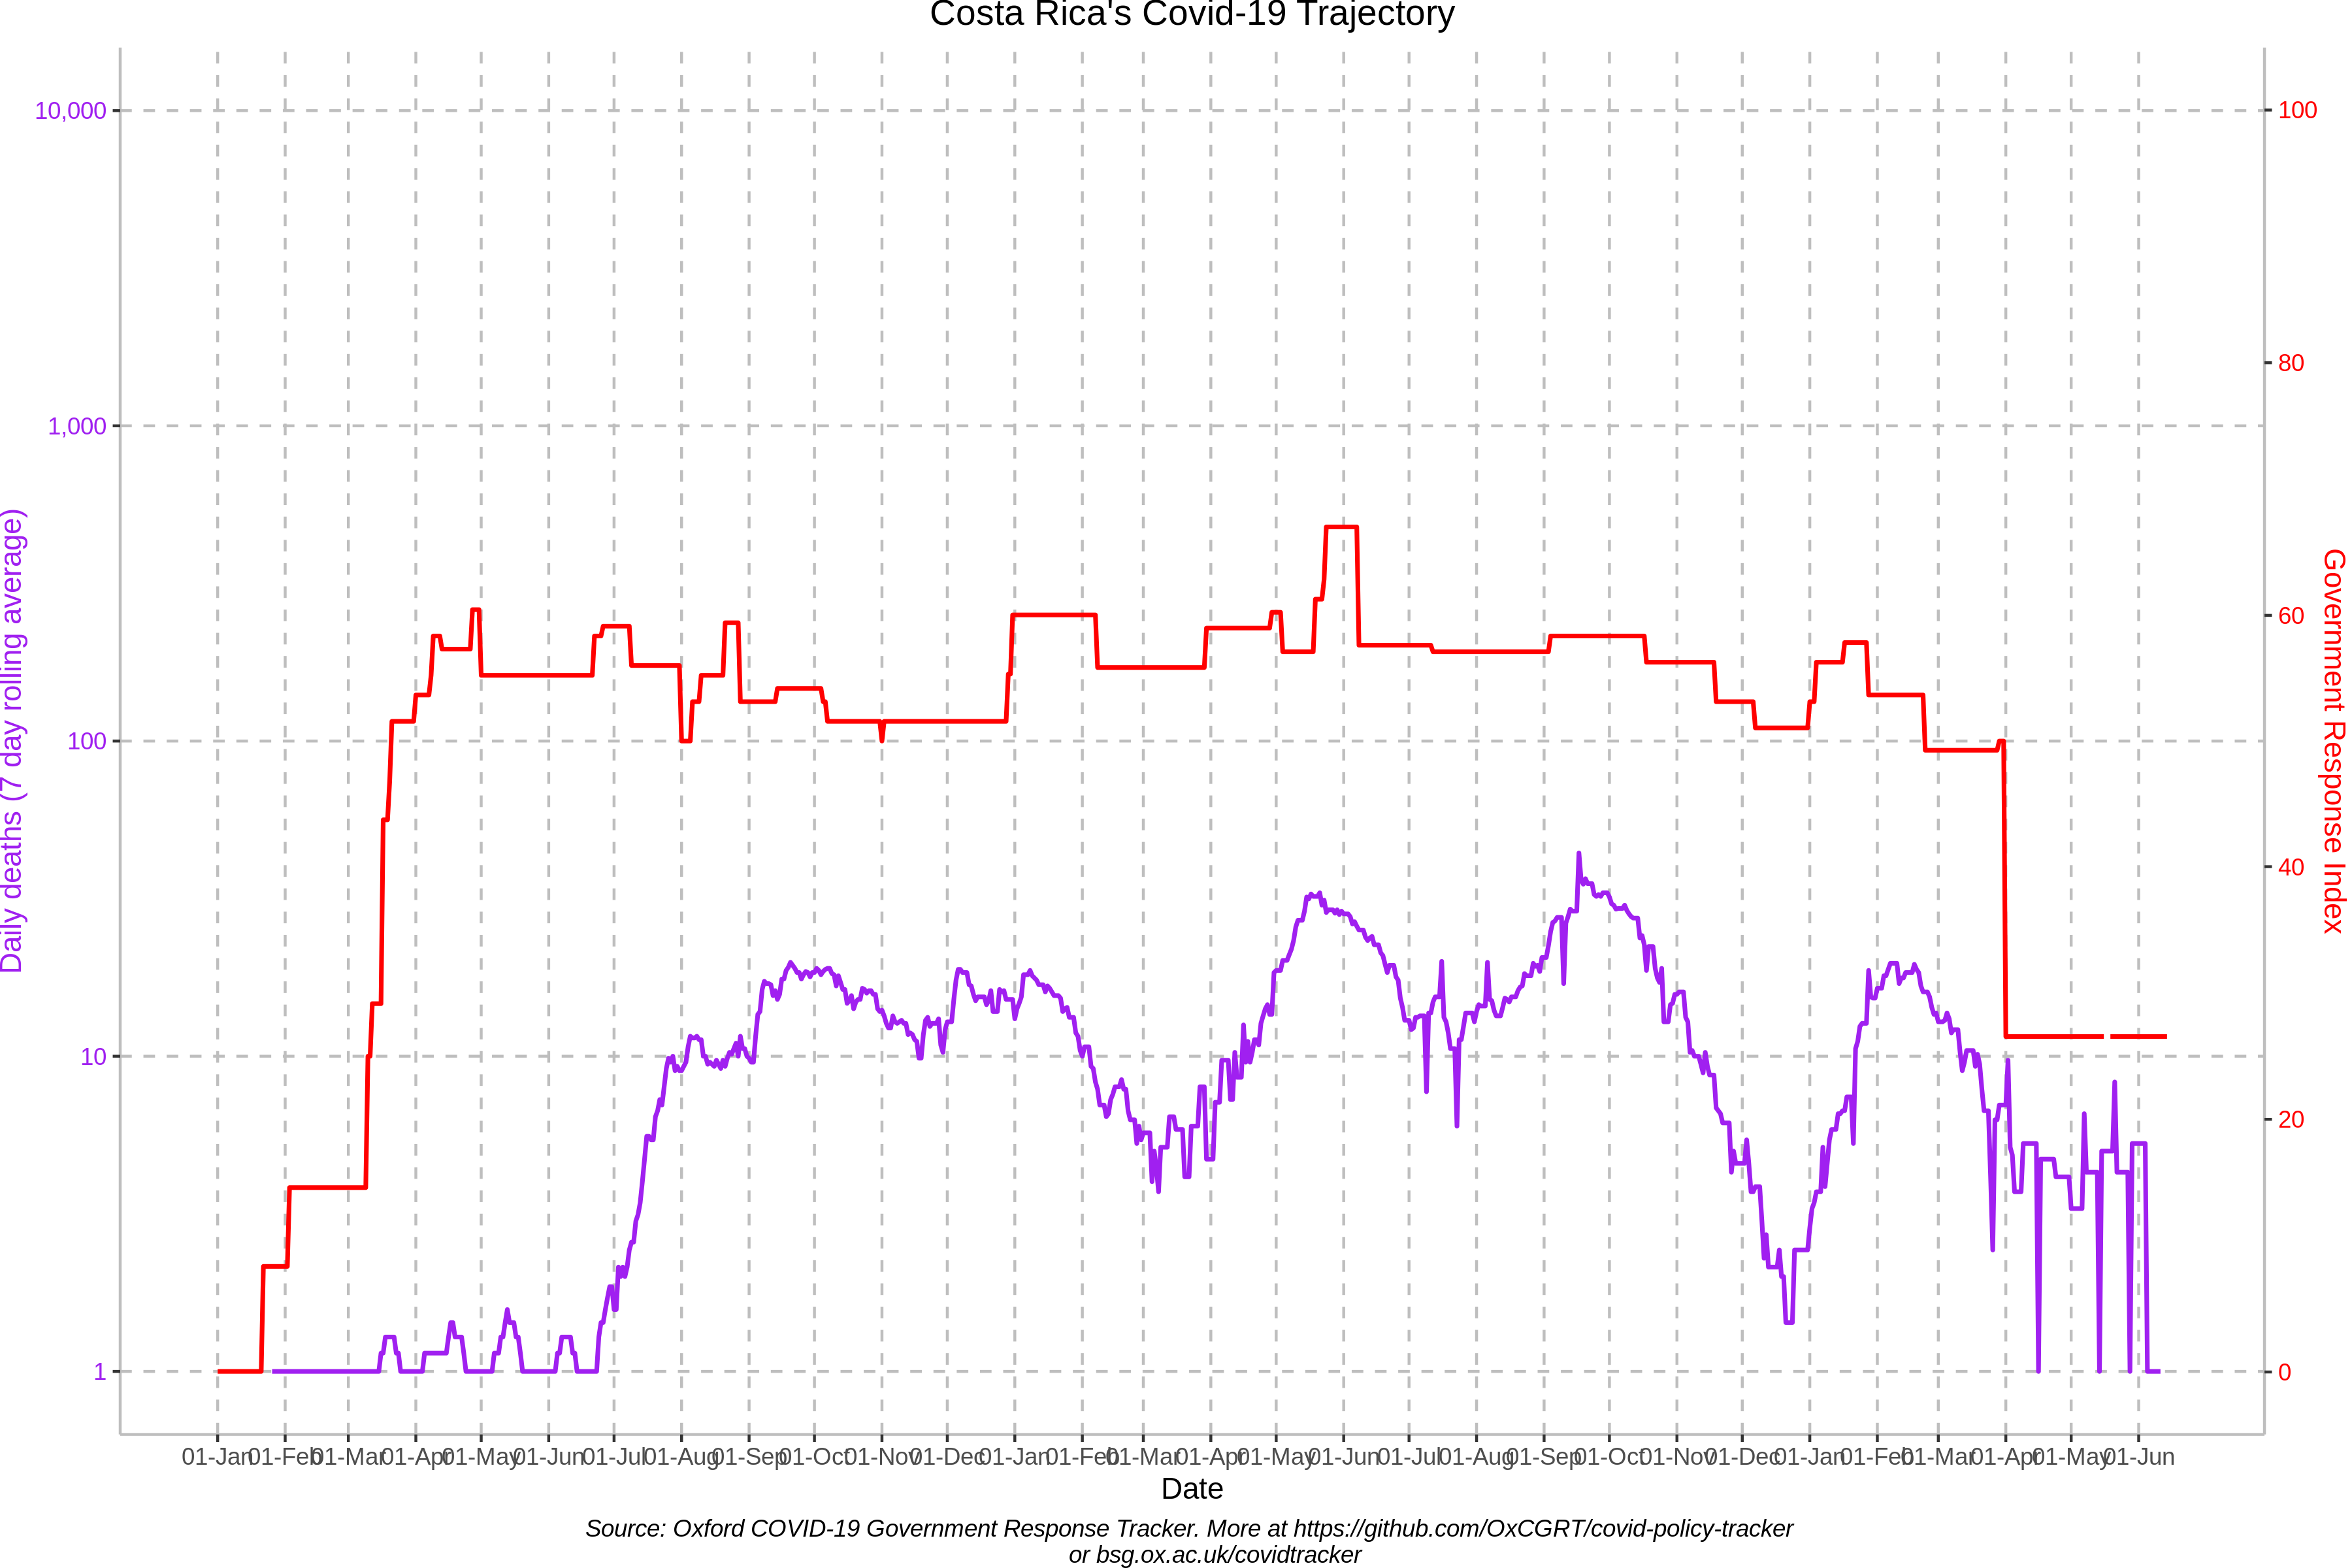 Costa Rica's Covid-19 Trajectory
10,000
1,000
100
10
1
Daily deaths (7 day rolling average)
100
80
60
40
20
0
Government Response Index
01-Jan 01-Feb 01-Mar 01-Apr 01-May 01-Jun 01-Jul 01-Aug 01-Sep 01-Oct 01-Nov 01-Dec 01-Jan 01-Feb 01-Mar 01-Apr 01-May 01-Jun 01-Jul 01-Aug 01-Sep 01-Oct 01-Nov 01-Dec 01-Jan 01-Feb 01-Mar 01-Apr 01-May 01-Jun
Date
Source: Oxford COVID-19 Government Response Tracker. More at https://github.com/OxCGRT/covid-policy-tracker
or bsg.ox.ac.uk/covidtracker